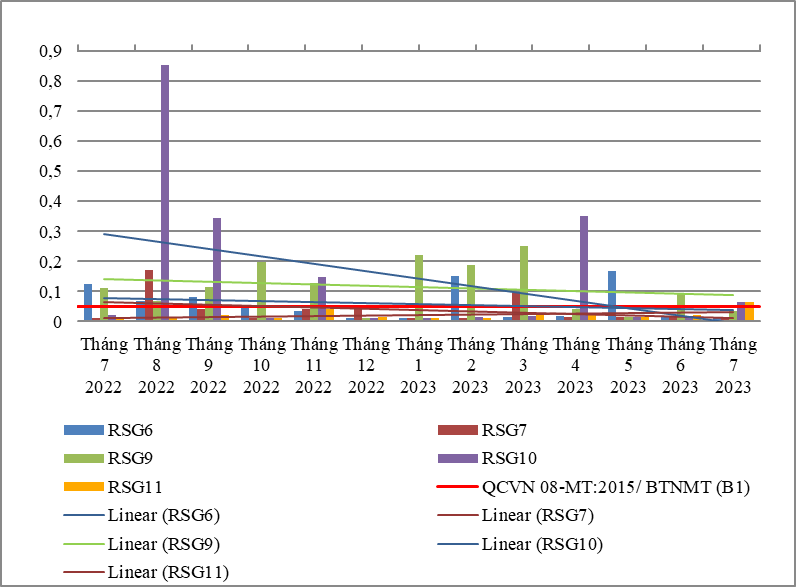 0,9
0,8
0,7
0,6
0,5
0,4
0,3
0,2
0,1
0
Tháng Tháng Tháng Tháng Tháng Tháng Tháng Tháng Tháng Tháng Tháng Tháng Tháng
7 8 9 10 11 12 1 2 3 4 5 6 7
2022 2022 2022 2022 2022 2022 2023 2023 2023 2023 2023 2023 2023
RSG6 RSG7
RSG9 RSG10
RSG11 QCVN 08-MT:2015/ BTNMT (B1)
Linear (RSG6) Linear (RSG7)
Linear (RSG9) Linear (RSG10)
Linear (RSG11)